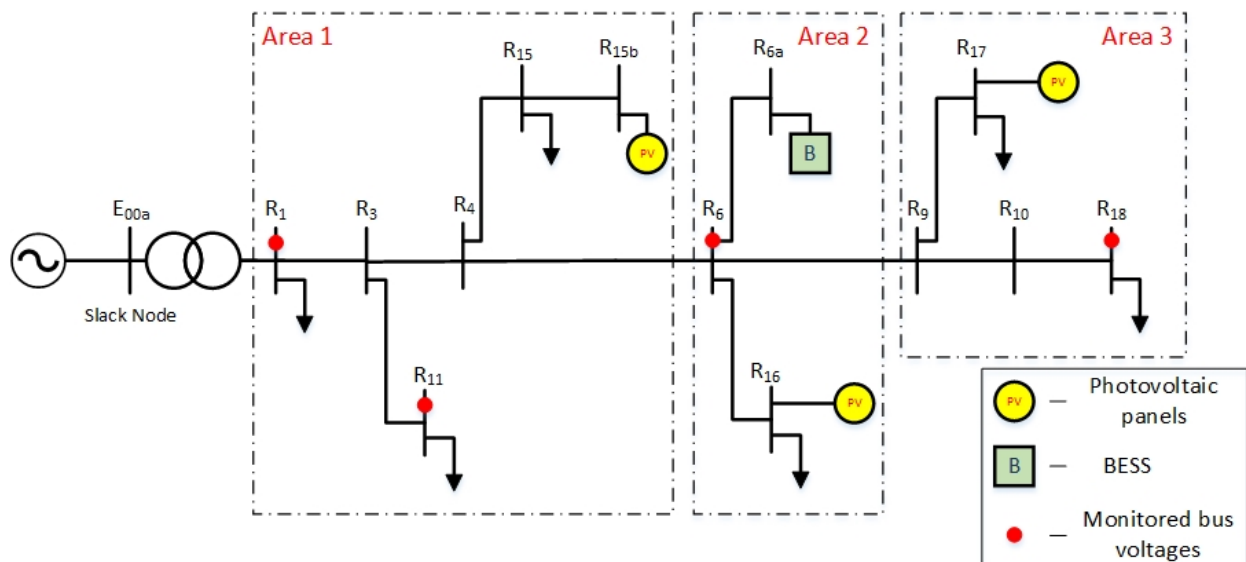 Area 1
Area 2
Area 3
R15
R15b
R6a
R17
PV
PV
B
E00a
R1
R3
R4
R6
R9
R10
R18
Slack Node
R11
R16
PV
PV
Photovoltaic
panels
B
BESS
Monitored bus
voltages